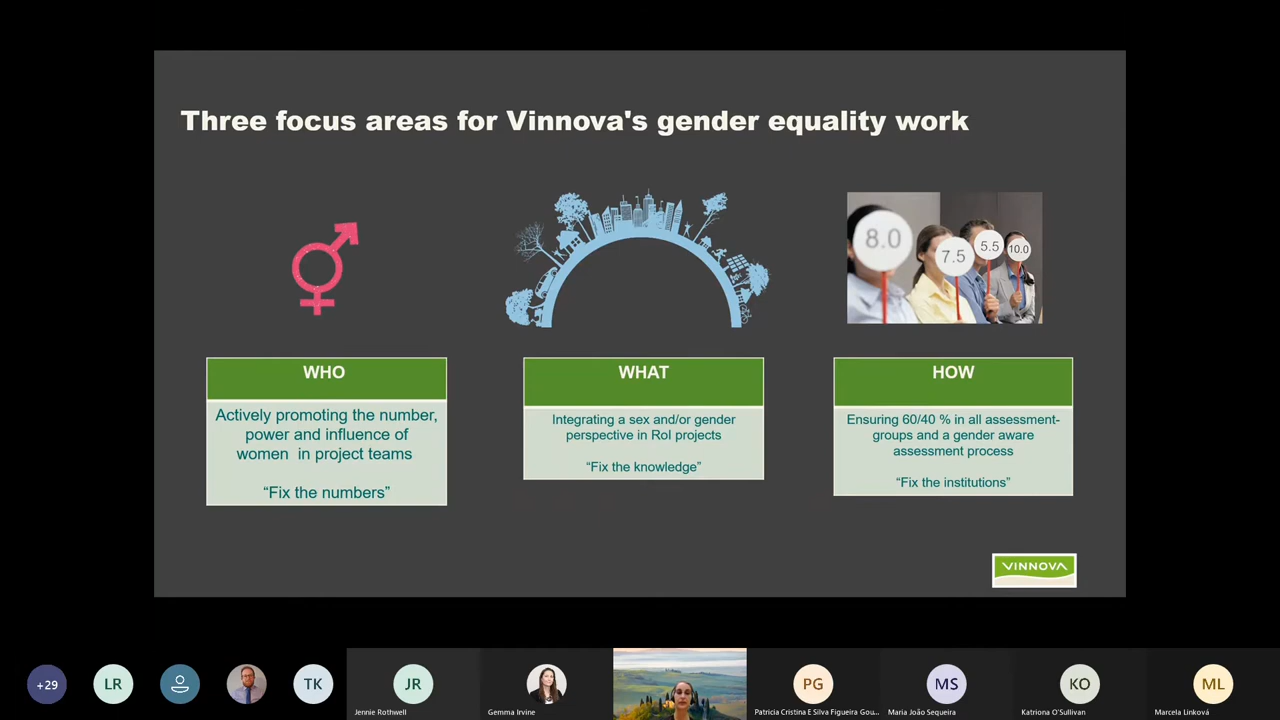 Three focus areas for Vinnova's gender equality work
8.0
7.5
5.5
10.0
WHO
Actively promoting the number,
power and influence of
women in project teams
“Fix the numbers”
WHAT
Integrating a sex and/or gender
perspective in RoI projects
“Fix the knowledge”
HOW
Ensuring 60/40 % in all assessment-
groups and a gender aware
assessment process
“Fix the institutions”
VINNOVA
+29
LR
TK
JR
Jennie Rothwell
Gemma Irvine
PG
Patricia Cristina E Silva Figueira Gou...
MS
Maria João Sequeira
KO
Katriona O'Sullivan
ML
Marcela Linková